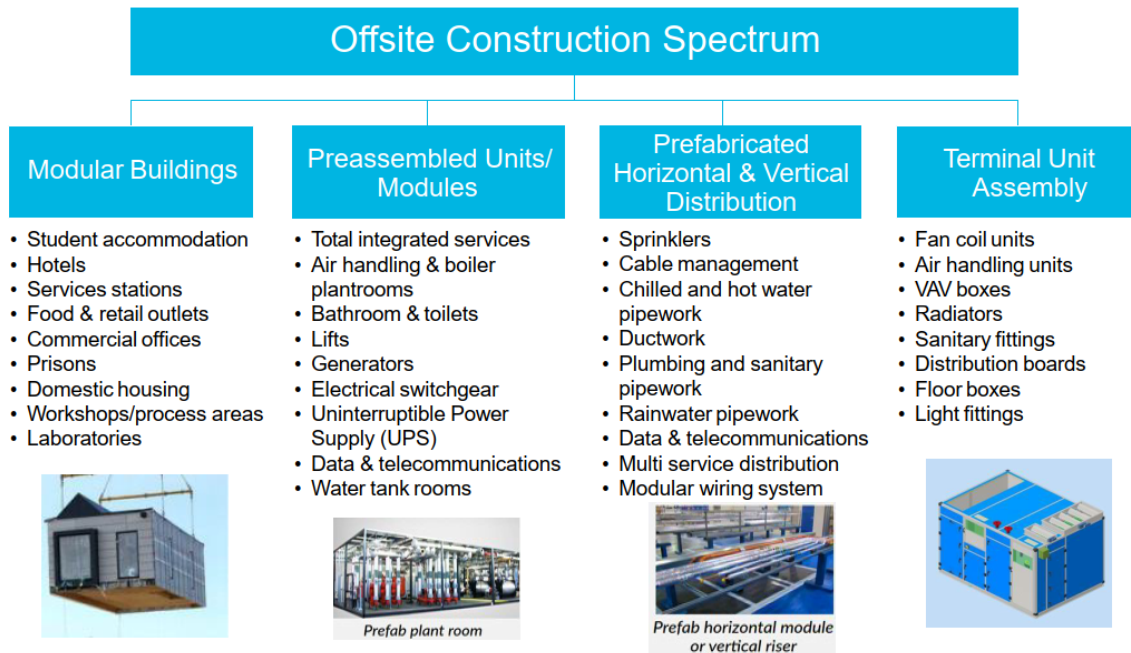 Offsite Construction Spectrum
Modular Buildings
• Student accommodation
• Hotels
• Services stations
• Food & retail outlets
• Commercial offices
• Prisons
• Domestic housing
• Workshops/process areas
• Laboratories
Preassembled Units/
Modules
• Total integrated services
• Air handling & boiler
plantrooms
• Bathroom & toilets
• Lifts
• Generators
• Electrical switchgear
• Uninterruptible Power
Supply (UPS)
• Data & telecommunications
• Water tank rooms
Prefab plant room
Prefabricated
Horizontal & Vertical
Distribution
• Sprinklers
• Cable management
• Chilled and hot water
pipework
• Ductwork
• Plumbing and sanitary
pipework
• Rainwater pipework
• Data & telecommunications
• Multi service distribution
• Modular wiring system
Prefab horizontal module
or vertical riser
Terminal Unit
Assembly
• Fan coil units
• Air handling units
• VAV boxes
• Radiators
• Sanitary fittings
• Distribution boards
• Floor boxes
• Light fittings